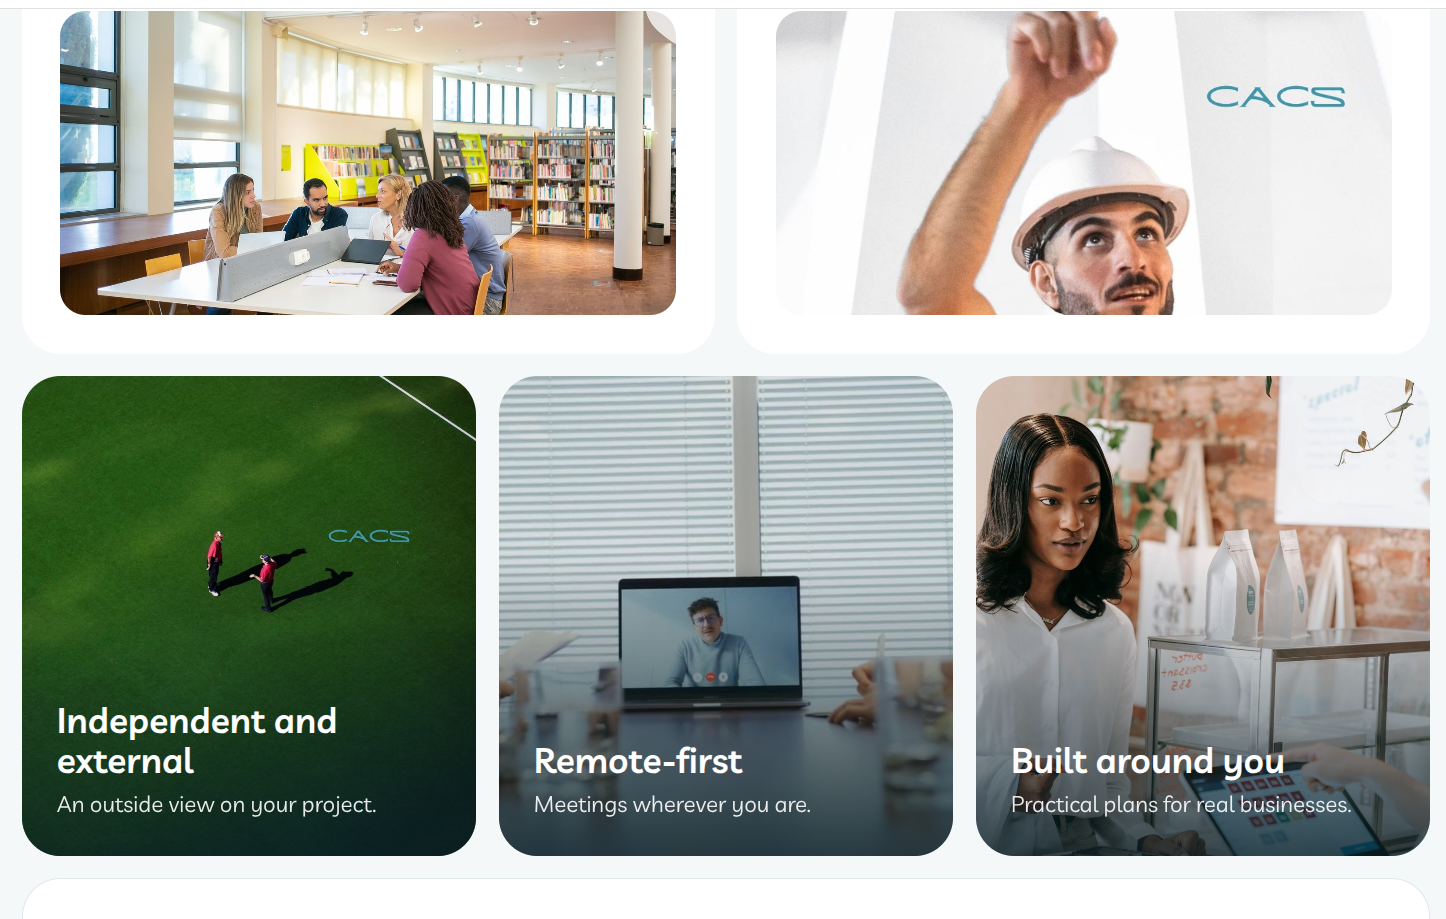 CACS
CACS
Independent and
external
An outside view on your project.
Remote-first
Meetings wherever you are.
Built around you
Practical plans for real businesses.